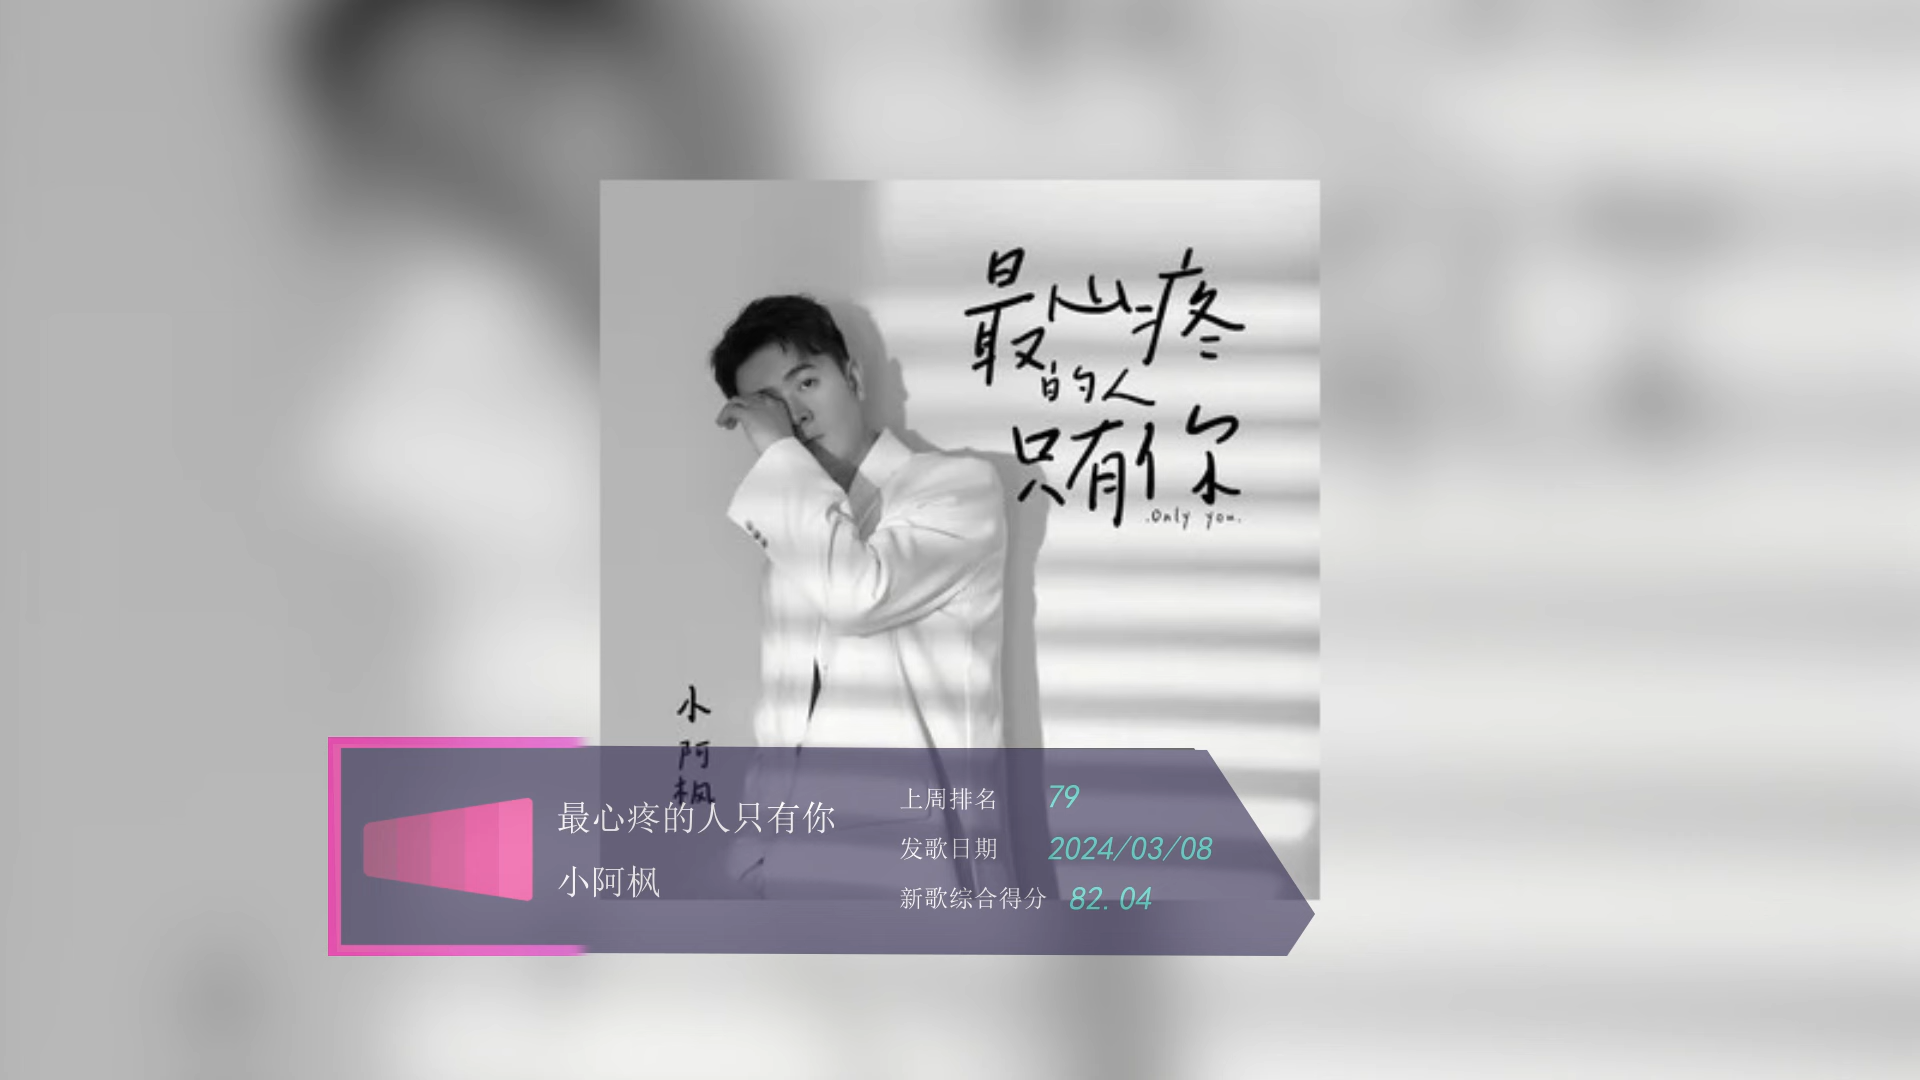 最心疼
的人
只有你
.Only you.
小
阿
枫
最心疼的人只有你
小阿枫
上周排名 79
发歌日期 2024/03/08
新歌综合得分 82.04